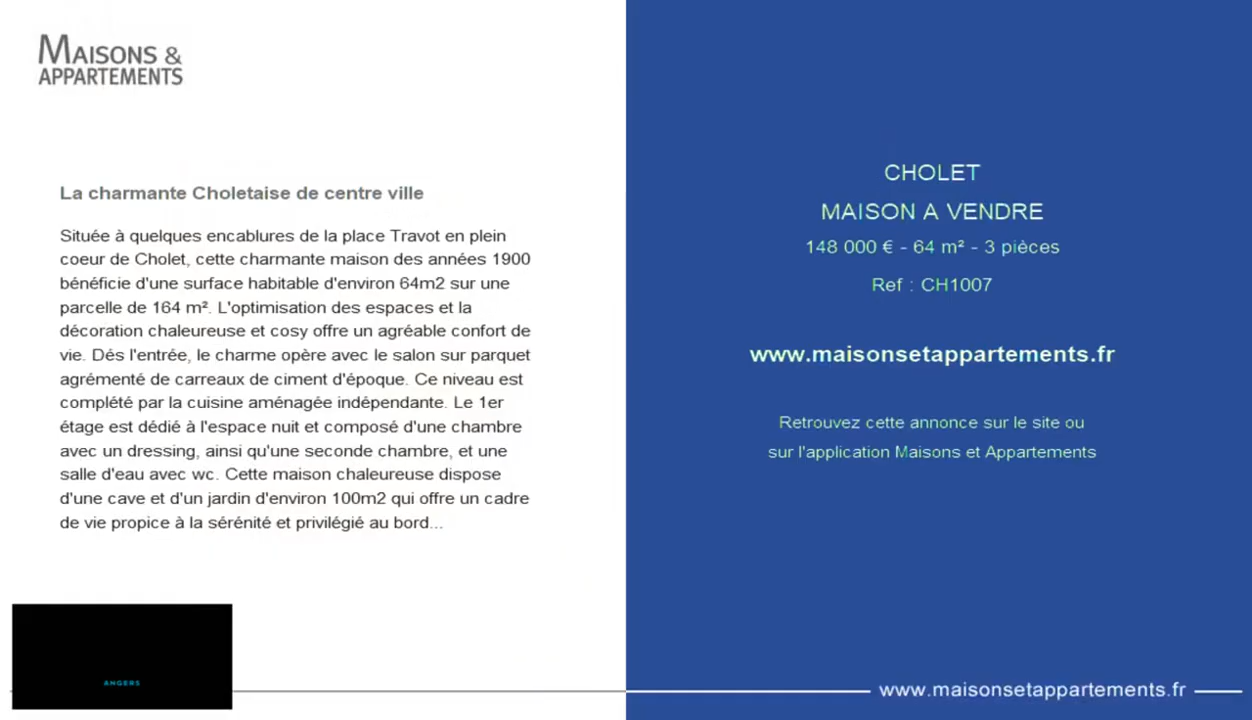 MAISONS &
APPARTEMENTS
La charmante Choletaise de centre ville
Située à quelques encablures de la place Travot en plein
coeur de Cholet, cette charmante maison des années 1900
bénéficie d'une surface habitable d'environ 64m2 sur une
parcelle de 164 m². L'optimisation des espaces et la
décoration chaleureuse et cosy offre un agréable confort de
vie. Dés l'entrée, le charme opère avec le salon sur parquet
agrémenté de carreaux de ciment d'époque. Ce niveau est
complété par la cuisine aménagée indépendante. Le 1er
étage est dédié à l'espace nuit et composé d'une chambre
avec un dressing, ainsi qu'une seconde chambre, et une
salle d'eau avec wc. Cette maison chaleureuse dispose
d'une cave et d'un jardin d'environ 100m2 qui offre un cadre
de vie propice à la sérénité et privilégié au bord...
ANGERS
CHOLET
MAISON A VENDRE
148 000 € - 64 m² - 3 pièces
Ref : CH1007
www.maisonsetappartements.fr
Retrouvez cette annonce sur le site ou
sur l'application Maisons et Appartements
www.maisonsetappartements.fr